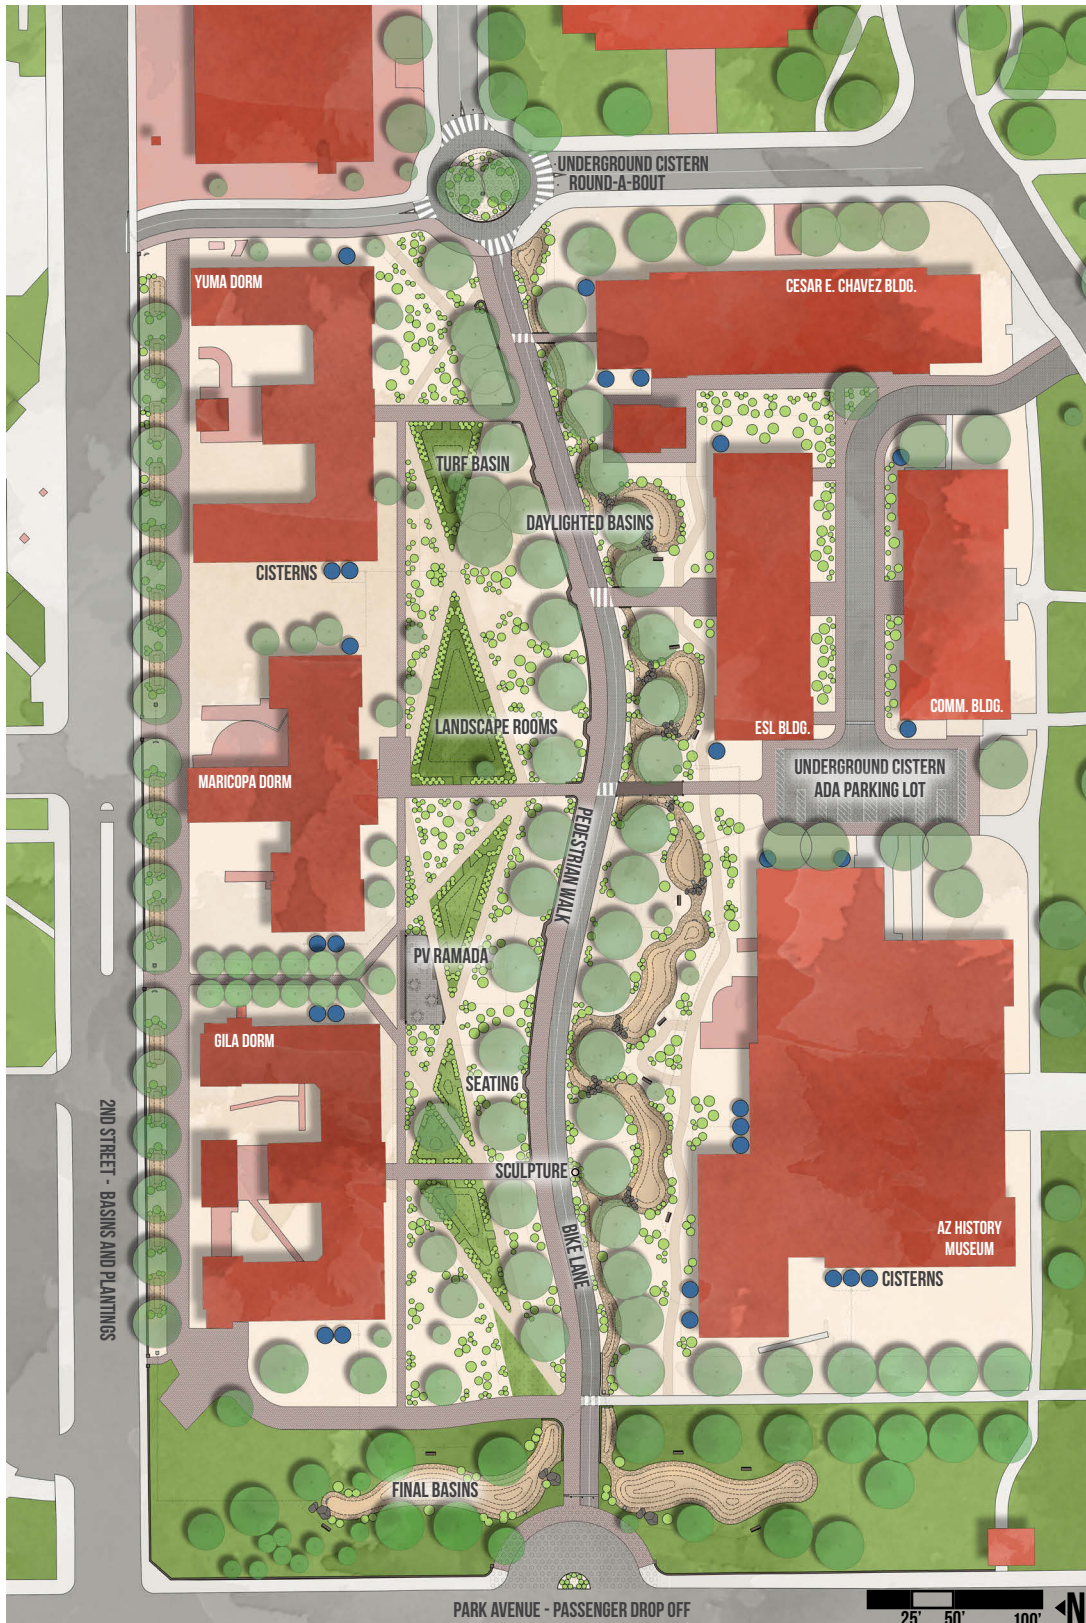 UNDERGROUND CISTERN
ROUND-A-BOUT
YUMA DORM
CESAR E. CHAVEZ BLDG.
TURF BASIN
DAYLIGHTED BASINS
CISTERNS
LANDSCAPE ROOMS
ESL BLDG.
COMM. BLDG.
MARICOPA DORM
UNDERGROUND CISTERN
ADA PARKING LOT
PEDESTRIAN WALK
PV RAMADA
GILA DORM
SEATING
2ND STREET - BASINS AND PLANTINGS
SCULPTURE
BIKE LANE
AZ HISTORY
MUSEUM
CISTERNS
FINAL BASINS
PARK AVENUE - PASSENGER DROP OFF
25' 50' 100'
N